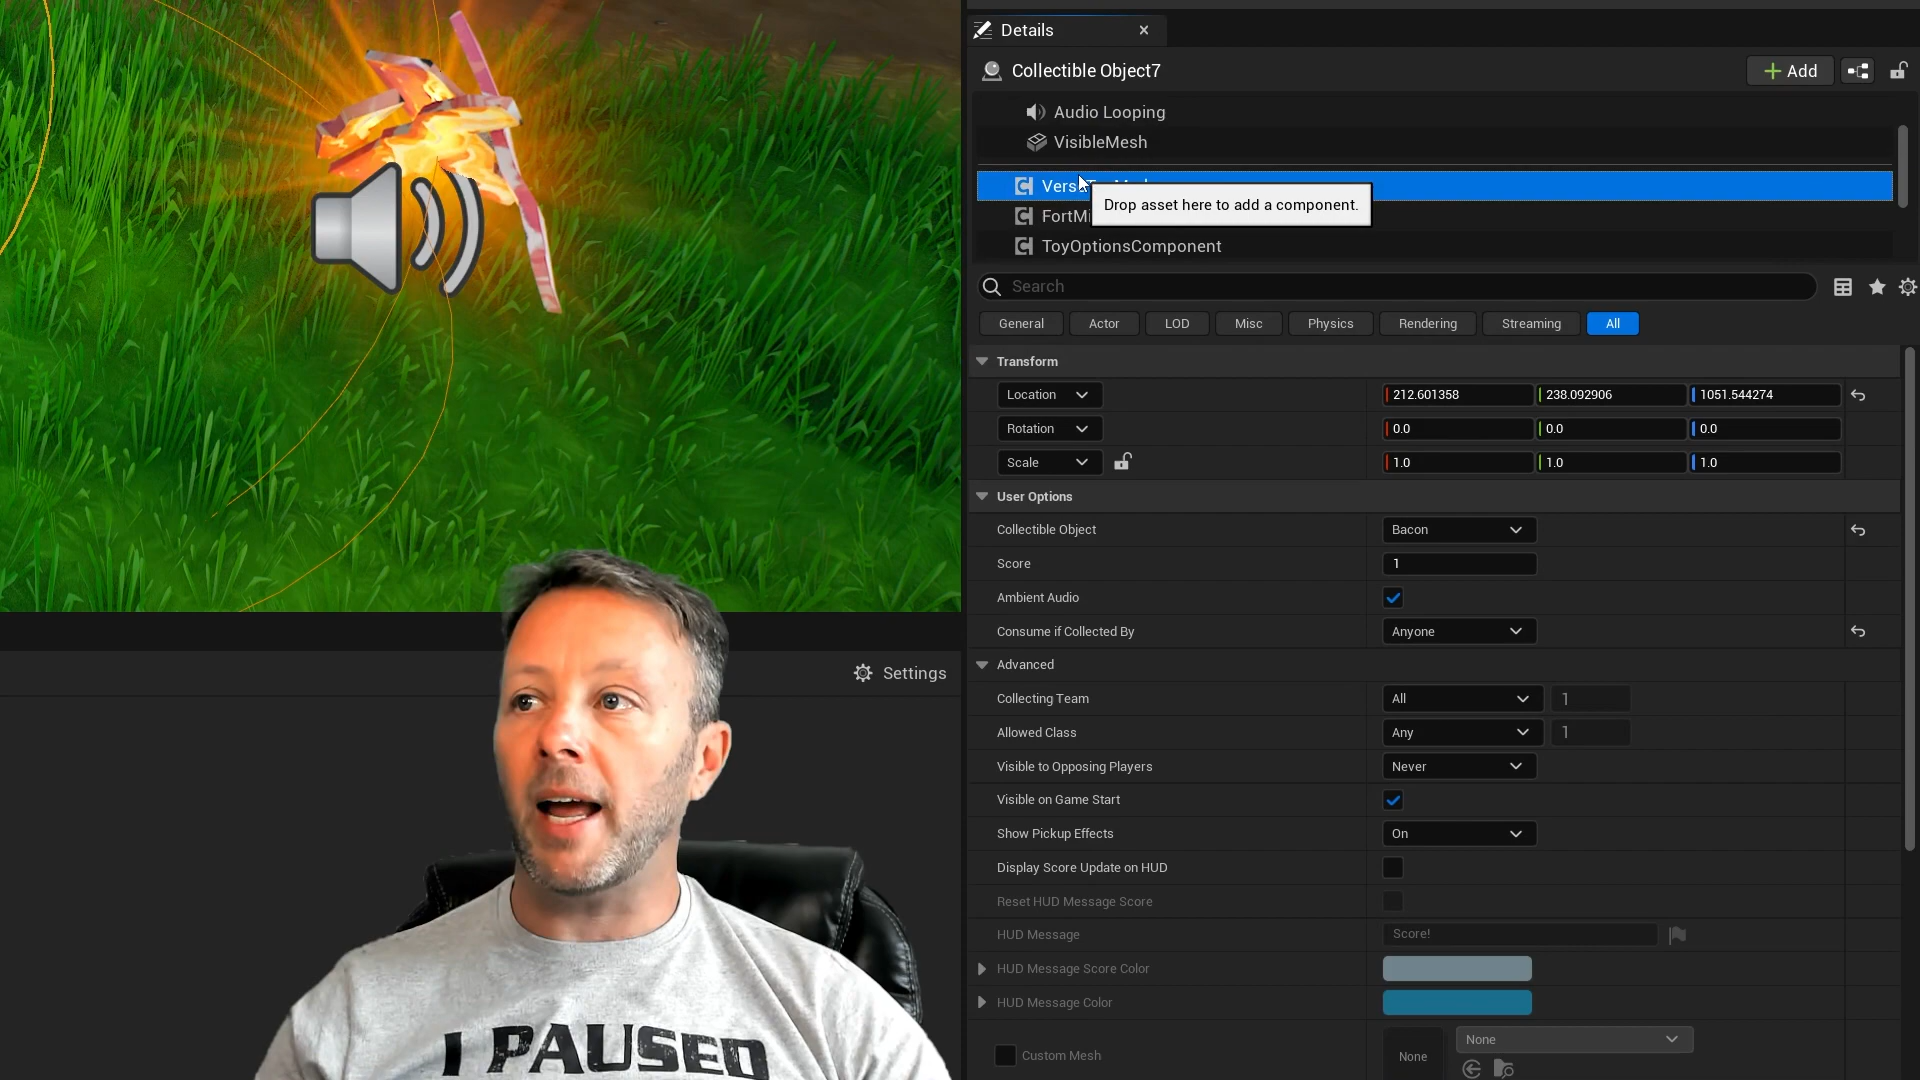 Details
Collectible Object7
Add
Audio Looping
VisibleMesh
Drop asset here to add a component.
ToyOptionsComponent
Search
General Actor LOD Misc Physics Rendering Streaming All
Transform
Location 212.601358 238.092906 1051.544274
Rotation 0.0 0.0 0.0
Scale 1.0 1.0 1.0
User Options
Collectible Object Bacon
Score 1
Ambient Audio
Consume if Collected By Anyone
Advanced
Collecting Team All 1
Allowed Class Any 1
Visible to Opposing Players Never
Visible on Game Start
Show Pickup Effects On
Display Score Update on HUD
Reset HUD Message Score
HUD Message Score!
HUD Message Score Color
HUD Message Color
Custom Mesh None None
Settings
I PAUSED